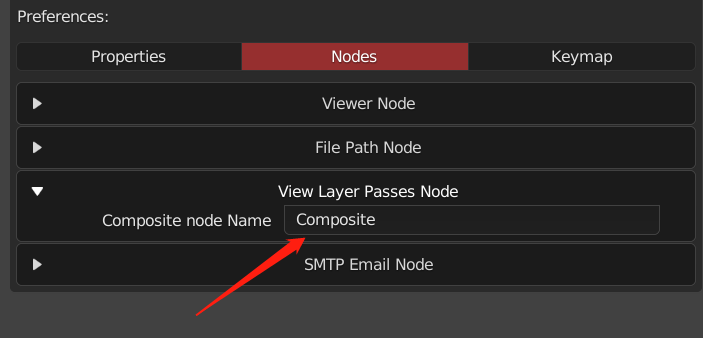 Preferences:
Properties Nodes Keymap
Viewer Node
File Path Node
View Layer Passes Node
Composite node Name Composite
SMTP Email Node